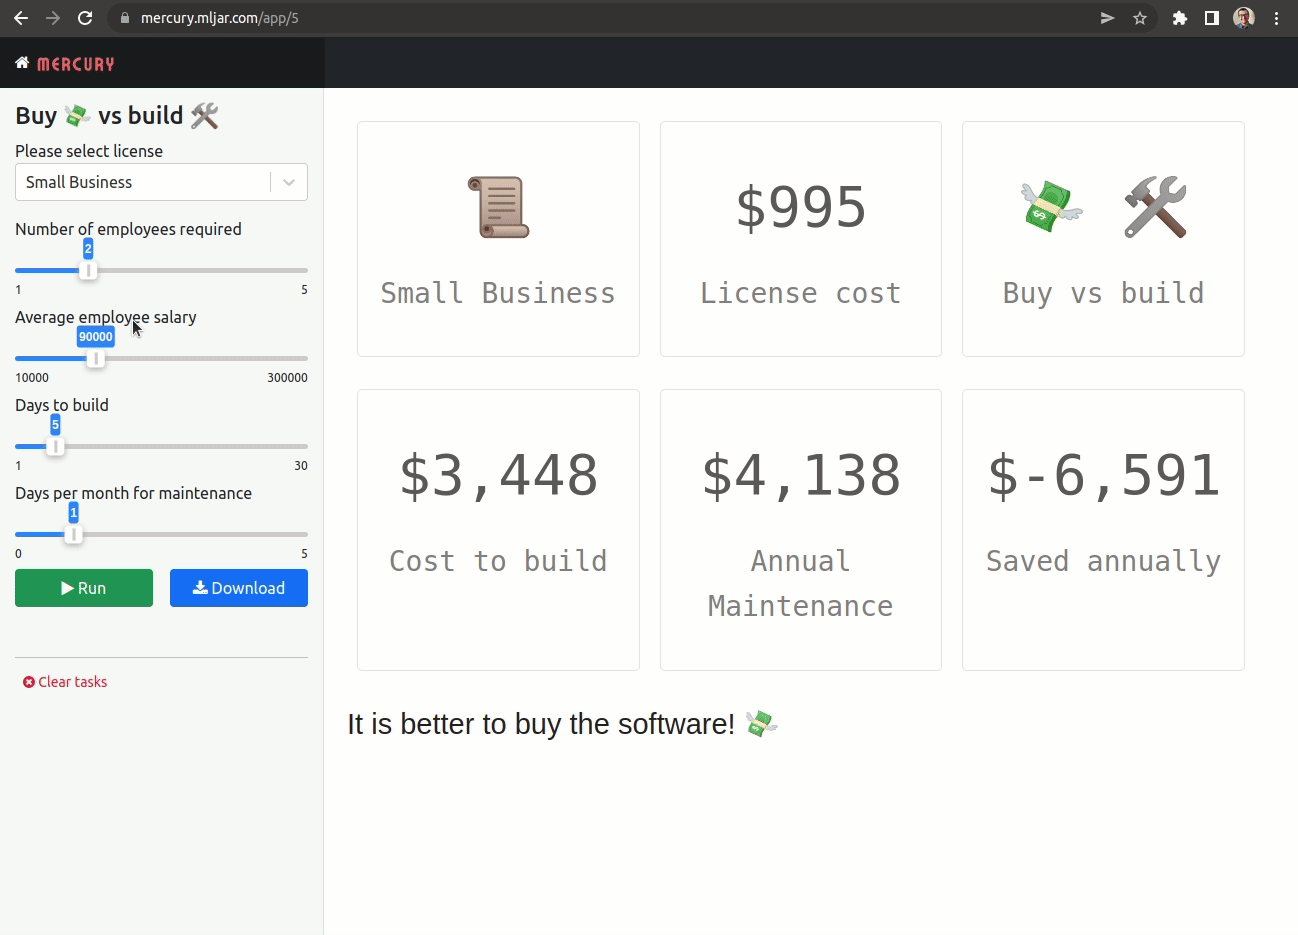 mercury.mljar.com/app/5
MERCURY
Buy 💸 vs build 🛠️
Please select license
Small Business
Number of employees required
2
1 5
Average employee salary
90000
10000 300000
Days to build
5
1 30
Days per month for maintenance
1
0 5
Run Download
Clear tasks
Small Business
$995
License cost
Buy vs build
$3,448
Cost to build
$4,138
Annual
Maintenance
$-6,591
Saved annually
It is better to buy the software! 💸